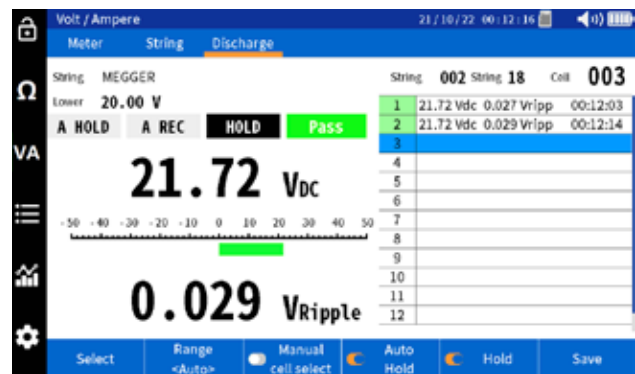 Volt / Ampere 21/10/22 00:12:16
Meter String Discharge
String MEGGER
Lower 20.00 V
A HOLD A REC HOLD Pass
21.72 VDC
-50 -40 -30 -20 -10 0 10 20 30 40 50
0.029 VRipple
String 002 String 18 Cell 003
1 21.72 Vdc 0.027 Vripp 00:12:03
2 21.72 Vdc 0.029 Vripp 00:12:14
3
4
5
6
7
8
9
10
11
12
Ω
VA
Select Range <Auto> Manual cell select Auto Hold Hold Save